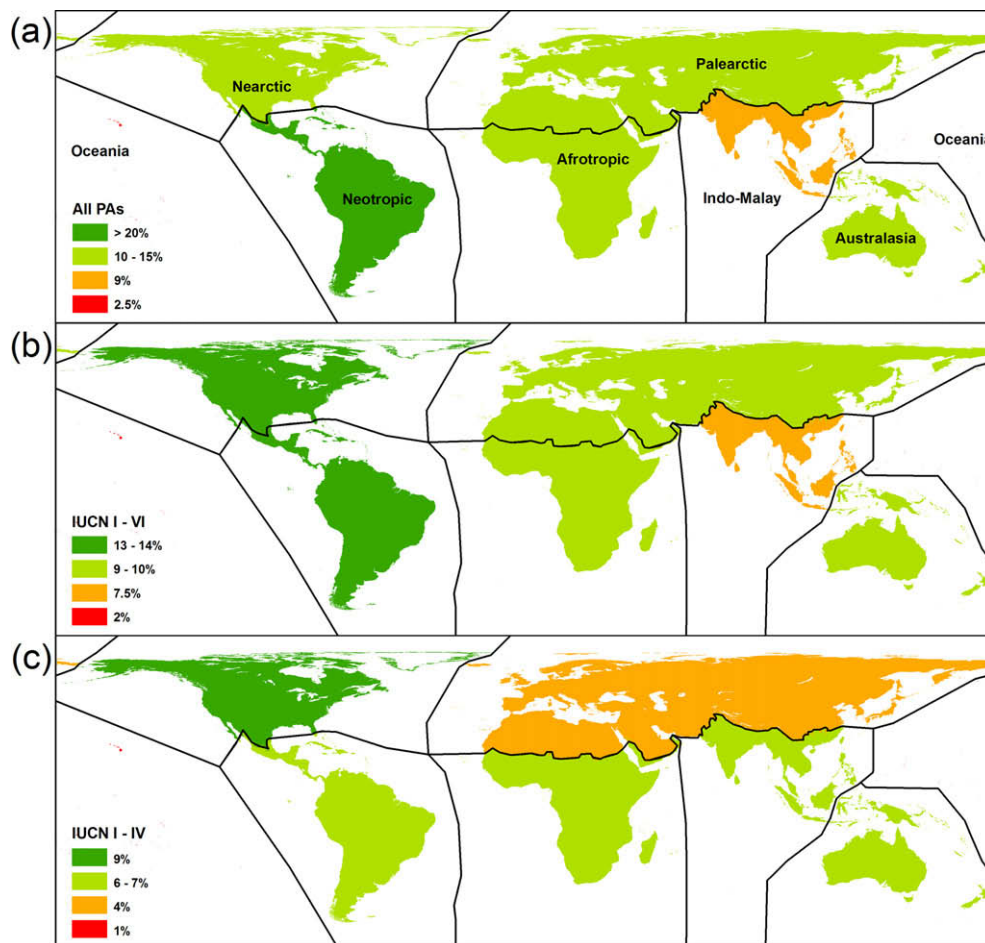 (a)
Nearctic
Palearctic
Oceania
Afrotropic
Oceania
Neotropic
Indo-Malay
Australasia
All PAs
> 20%
10 - 15%
9%
2.5%
(b)
IUCN I - VI
13 - 14%
9 - 10%
7.5%
2%
(c)
IUCN I - IV
9%
6 - 7%
4%
1%